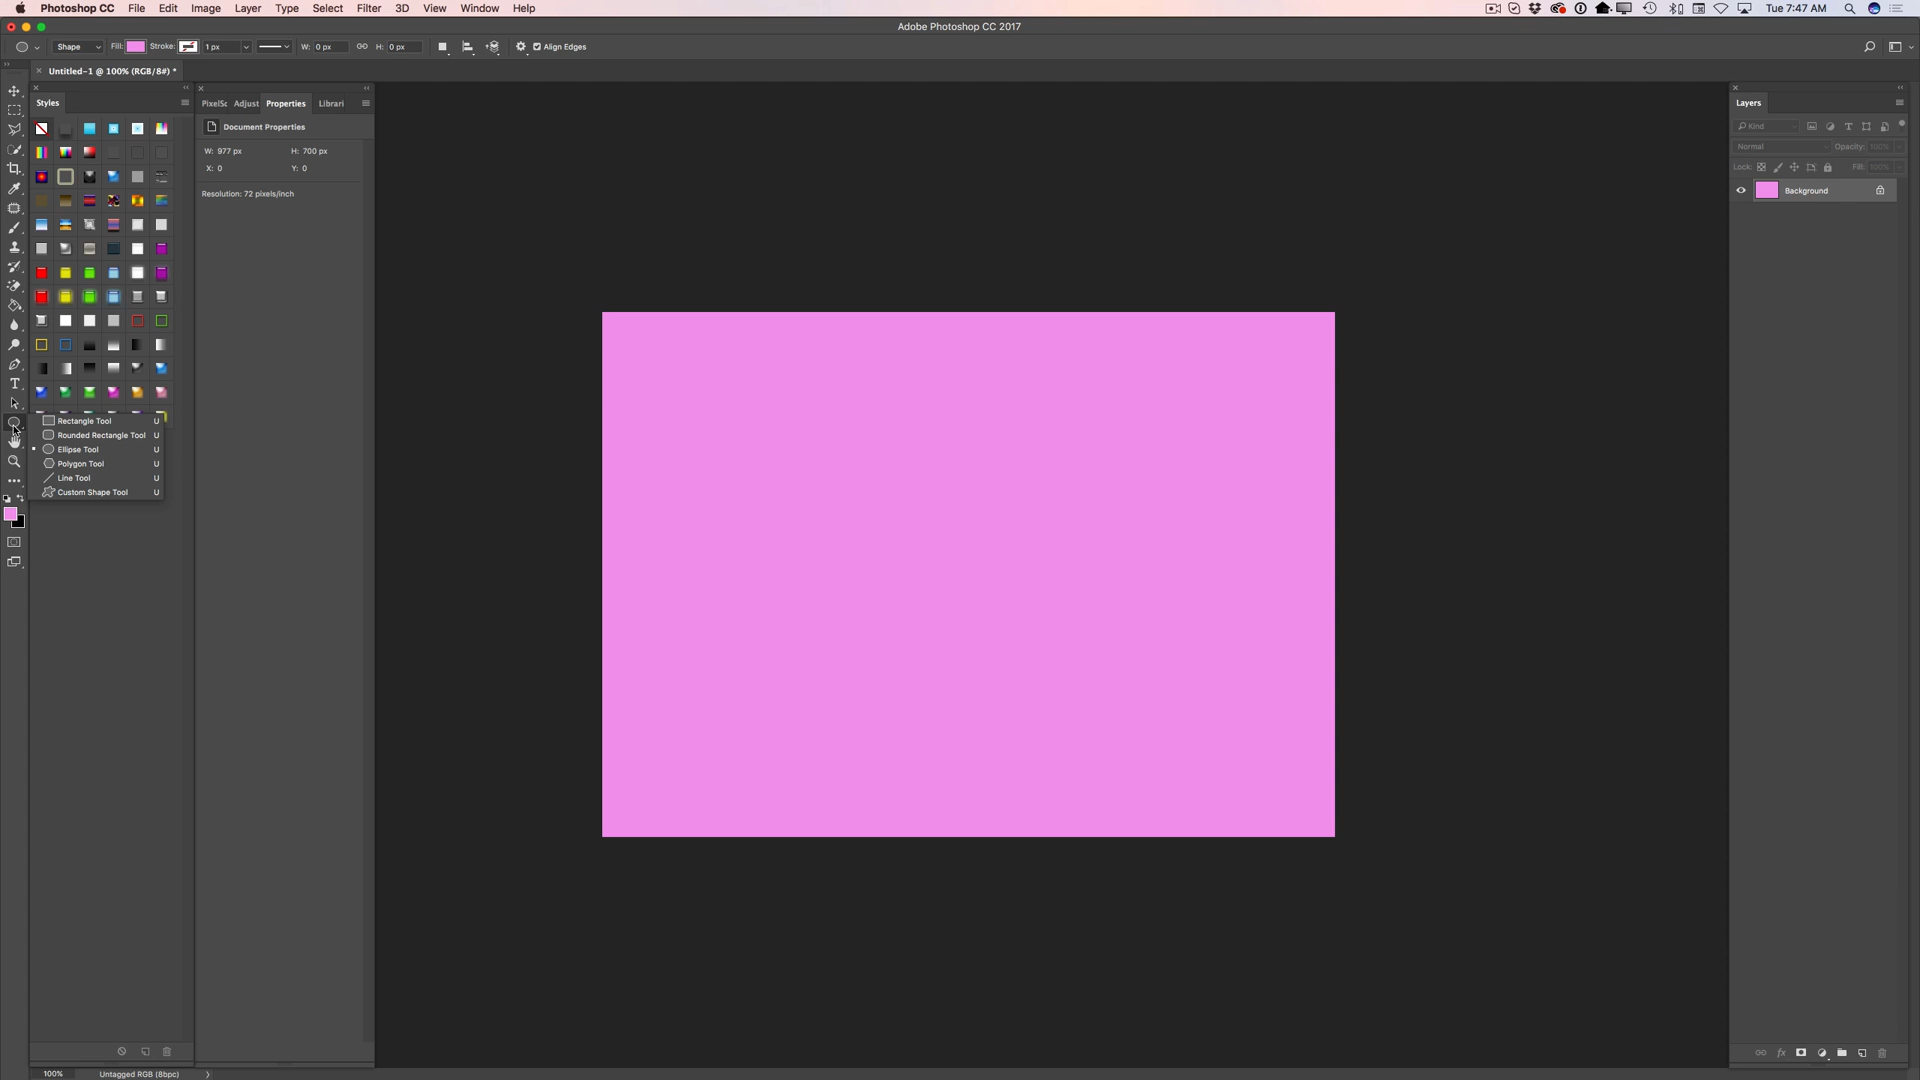 Photoshop CC File Edit Image Layer Type Select Filter 3D View Window Help Tue 7:47 AM
Adobe Photoshop CC 2017
Shape Fill: Stroke: 1 px W: 0 px H: 0 px Align Edges
Untitled-1 @ 100% (RGB/8#) *
Styles
PixelSc Adjust Properties Librari
Document Properties
W: 977 px H: 700 px
X: 0 Y: 0
Resolution: 72 pixels/inch
Rectangle Tool U
Rounded Rectangle Tool U
Ellipse Tool U
Polygon Tool U
Line Tool U
Custom Shape Tool U
Layers
Kind
Normal Opacity: 100%
Lock: Fill: 100%
Background
100% Untagged RGB (8bpc)